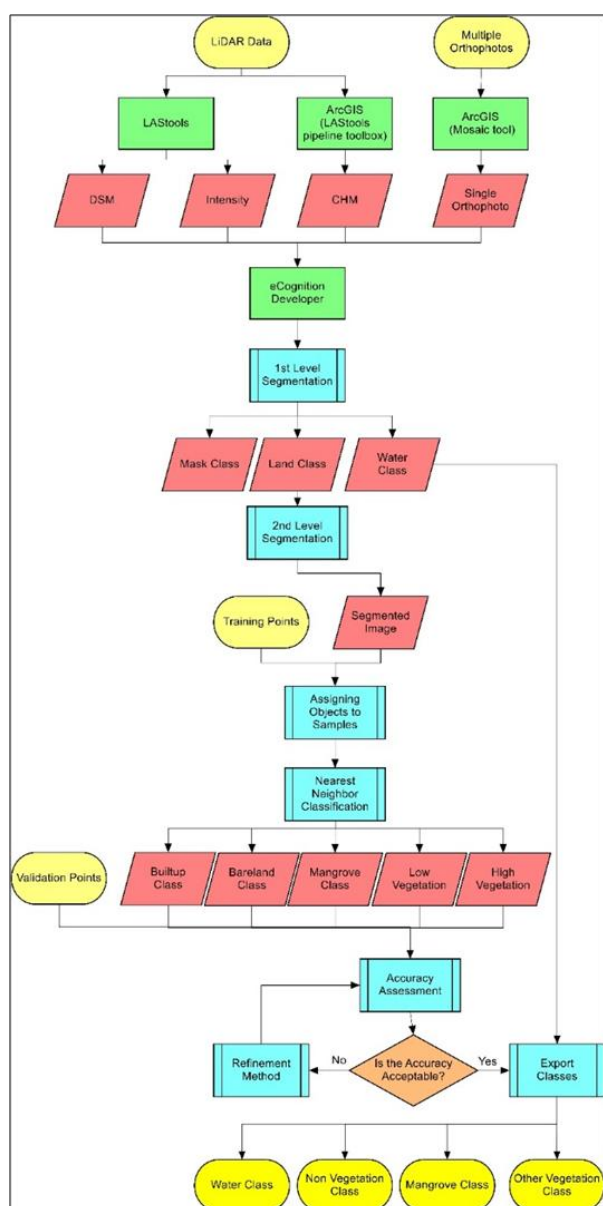 LiDAR Data
Multiple
Orthophotos
LAStools
ArcGIS
(LAStools
pipeline toolbox)
ArcGIS
(Mosaic tool)
DSM
Intensity
CHM
Single
Orthophoto
eCognition
Developer
1st Level
Segmentation
Mask Class
Land Class
Water
Class
2nd Level
Segmentation
Training Points
Segmented
Image
Assigning
Objects to
Samples
Nearest
Neighbor
Classification
Validation Points
Builtup
Class
Bareland
Class
Mangrove
Class
Low
Vegetation
High
Vegetation
Accuracy
Assessment
Refinement
Method
No
Is the Accuracy
Acceptable?
Yes
Export
Classes
Water Class
Non Vegetation
Class
Mangrove Class
Other Vegetation
Class